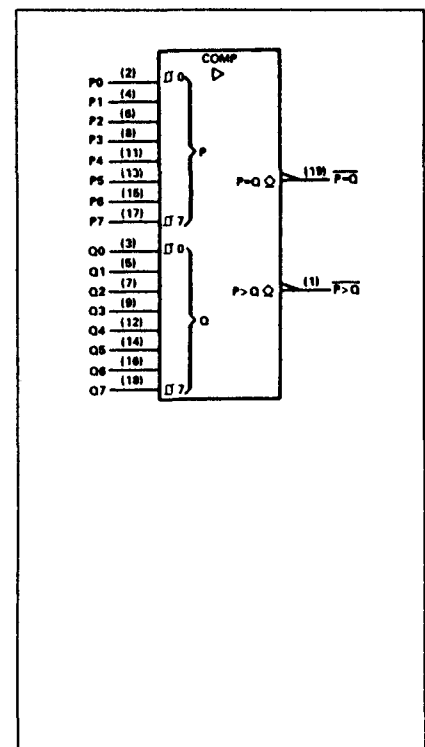 COMP
P0 (2) 0
P1 (4)
P2 (6)
P3 (8)
P4 (11) P
P5 (13)
P6 (15)
P7 (17) 7
Q0 (3) 0
Q1 (5)
Q2 (7)
Q3 (9)
Q4 (12) Q
Q5 (14)
Q6 (16)
Q7 (18) 7
P=Q (19) P=Q
P>Q (1) P>Q